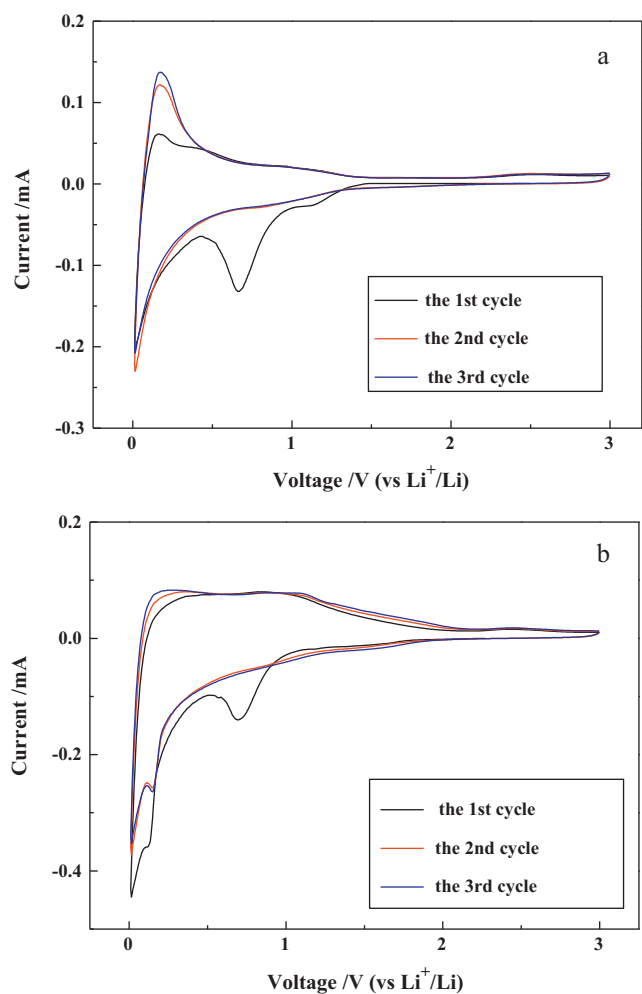 a
0.2
0.1
0.0
-0.1
-0.2
-0.3
Current /mA
the 1st cycle
the 2nd cycle
the 3rd cycle
0 1 2 3
Voltage /V (vs Li+/Li)
b
0.2
0.0
-0.2
-0.4
Current /mA
the 1st cycle
the 2nd cycle
the 3rd cycle
0 1 2 3
Voltage /V (vs Li+/Li)